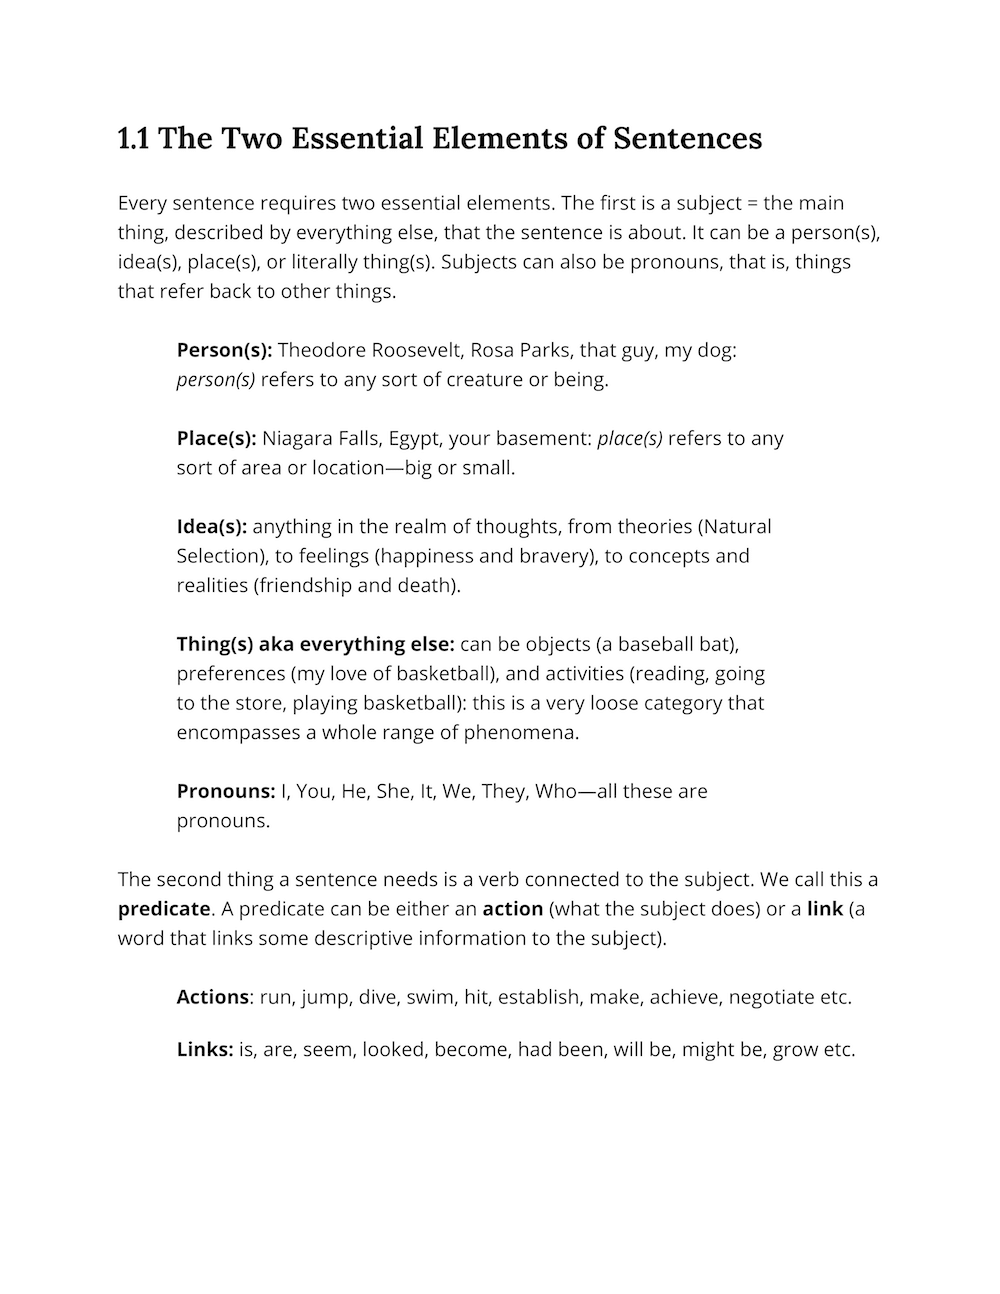 1.1 The Two Essential Elements of Sentences
Every sentence requires two essential elements. The first is a subject = the main
thing, described by everything else, that the sentence is about. It can be a person(s),
idea(s), place(s), or literally thing(s). Subjects can also be pronouns, that is, things
that refer back to other things.
Person(s): Theodore Roosevelt, Rosa Parks, that guy, my dog:
person(s) refers to any sort of creature or being.
Place(s): Niagara Falls, Egypt, your basement: place(s) refers to any
sort of area or location—big or small.
Idea(s): anything in the realm of thoughts, from theories (Natural
Selection), to feelings (happiness and bravery), to concepts and
realities (friendship and death).
Thing(s) aka everything else: can be objects (a baseball bat),
preferences (my love of basketball), and activities (reading, going
to the store, playing basketball): this is a very loose category that
encompasses a whole range of phenomena.
Pronouns: I, You, He, She, It, We, They, Who—all these are
pronouns.
The second thing a sentence needs is a verb connected to the subject. We call this a
predicate. A predicate can be either an action (what the subject does) or a link (a
word that links some descriptive information to the subject).
Actions: run, jump, dive, swim, hit, establish, make, achieve, negotiate etc.
Links: is, are, seem, looked, become, had been, will be, might be, grow etc.